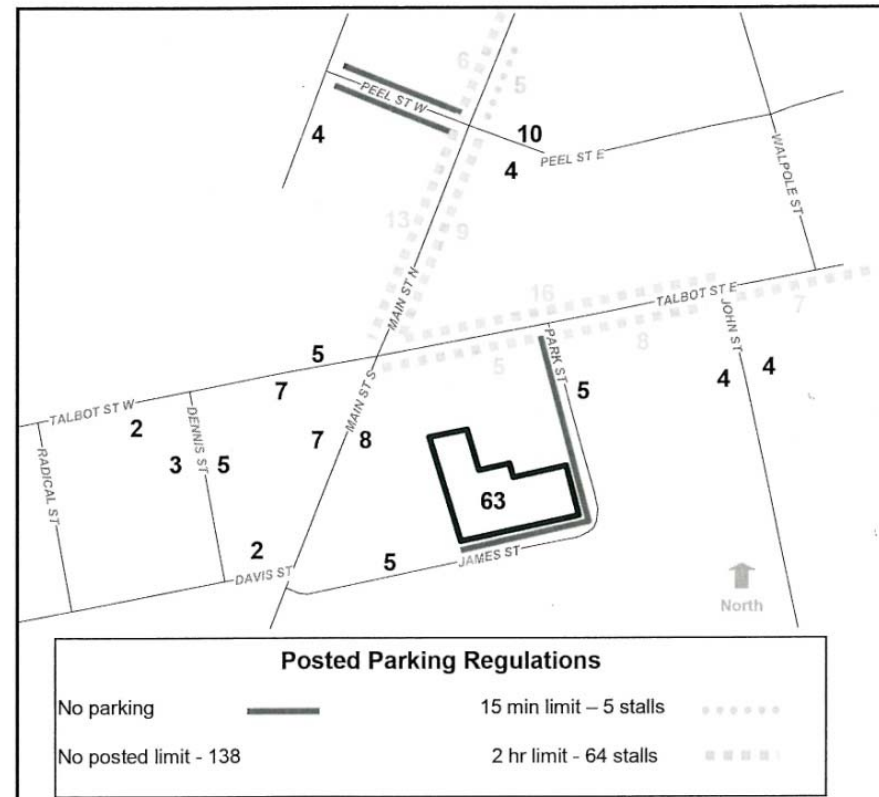 6
5
PEEL ST W
4
10
4
PEEL ST E
WALPOLE ST
13
9
MAIN ST N
16
TALBOT ST E
7
8
JOHN ST
5
PARK ST
5
7
MAIN ST S
5
4
4
TALBOT ST W
2
DENNIS ST
3
5
7
8
RADICAL ST
63
2
DAVIS ST
5
JAMES ST
North
Posted Parking Regulations
No parking
15 min limit – 5 stalls
No posted limit - 138
2 hr limit - 64 stalls